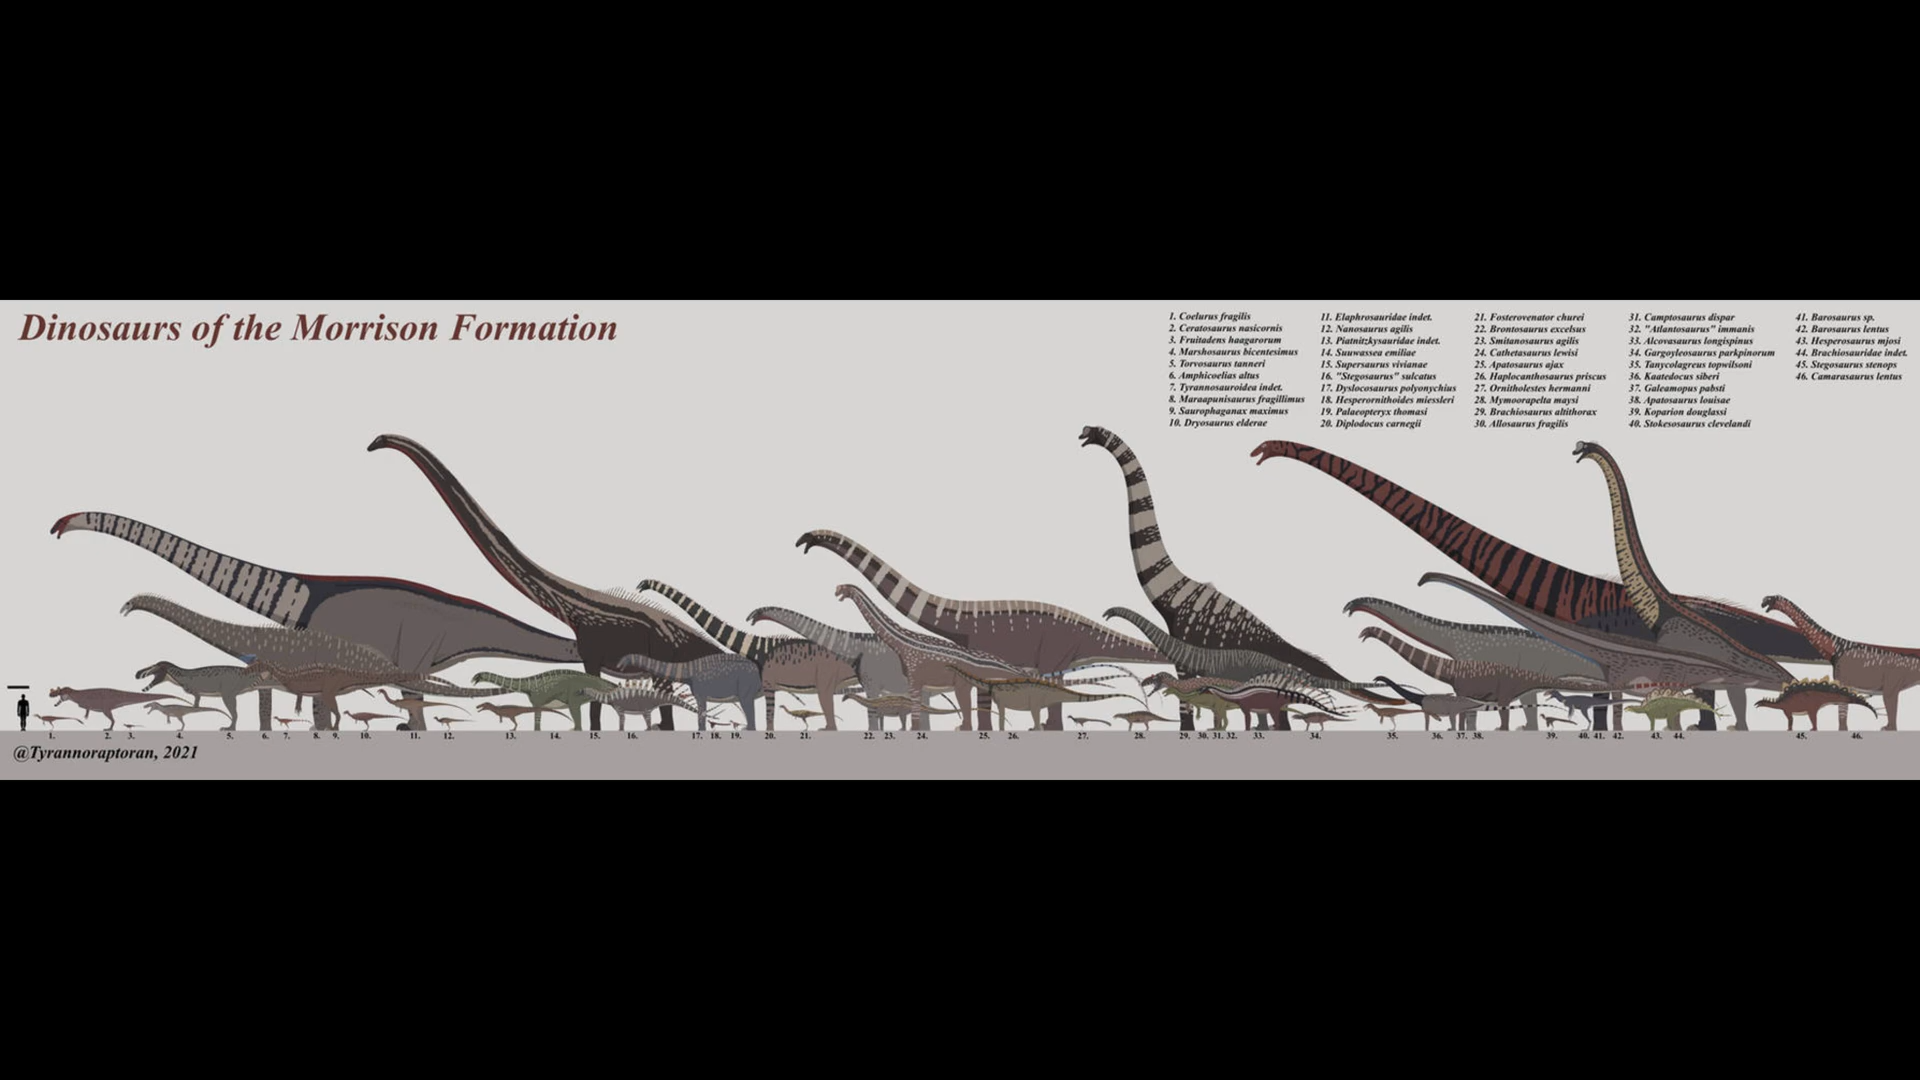 Dinosaurs of the Morrison Formation
1. Coelurus fragilis
2. Ceratosaurus nasicornis
3. Fruitadens haagarorum
4. Marshosaurus bicentesimus
5. Torvosaurus tanneri
6. Amphicoelias altus
7. Tyrannosauroidea indet.
8. Maraapunisaurus fragillimus
9. Saurophaganax maximus
10. Dryosaurus elderae
11. Elaphrosauridae indet.
12. Nanosaurus agilis
13. Piatnitzkysauridae indet.
14. Suuwassea emiliae
15. Supersaurus vivianae
16. "Stegosaurus" sulcatus
17. Dyslocosaurus polyonychius
18. Hesperornithoides miessleri
19. Palaeopteryx thomasi
20. Diplodocus carnegii
21. Fosterovenator churei
22. Brontosaurus excelsus
23. Smitanosaurus agilis
24. Cathetasaurus lewisi
25. Apatosaurus ajax
26. Haplocanthosaurus priscus
27. Ornitholestes hermanni
28. Mymoorapelta maysi
29. Brachiosaurus altithorax
30. Allosaurus fragilis
31. Camptosaurus dispar
32. "Atlantosaurus" immanis
33. Alcovasaurus longispinus
34. Gargoyleosaurus parkpinorum
35. Tanycolagreus topwilsoni
36. Kaatedocus siberi
37. Galeamopus pabsti
38. Apatosaurus louisae
39. Koparion douglassi
40. Stokesosaurus clevelandi
41. Barosaurus sp.
42. Barosaurus lentus
43. Hesperosaurus mjosi
44. Brachiosauridae indet.
45. Stegosaurus stenops
46. Camarasaurus lentus
1. 2. 3. 4. 5. 6. 7. 8. 9. 10. 11. 12. 13. 14. 15. 16. 17. 18. 19. 20. 21. 22. 23. 24. 25. 26. 27. 28. 29. 30. 31. 32. 33. 34. 35. 36. 37. 38. 39. 40. 41. 42. 43. 44. 45. 46.
@Tyrannoraptoran, 2021